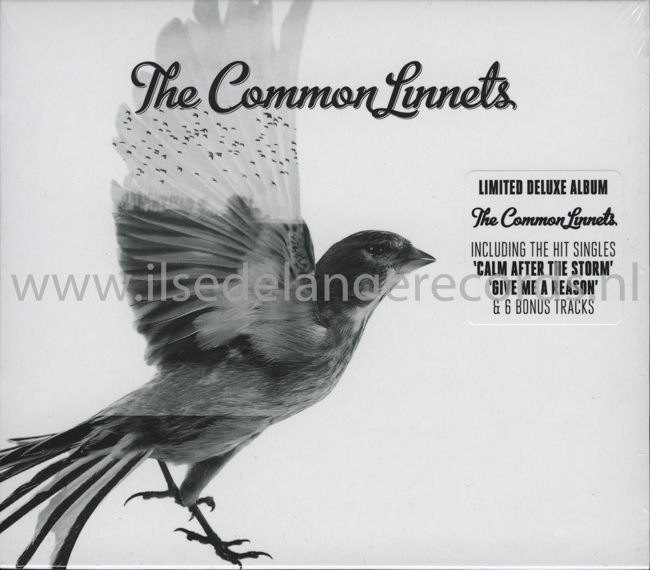 The Common Linnets
LIMITED DELUXE ALBUM
The Common Linnets
INCLUDING THE HIT SINGLES
'CALM AFTER THE STORM'
'GIVE ME A REASON'
& 6 BONUS TRACKS
www.ilsedelangerecords.nl